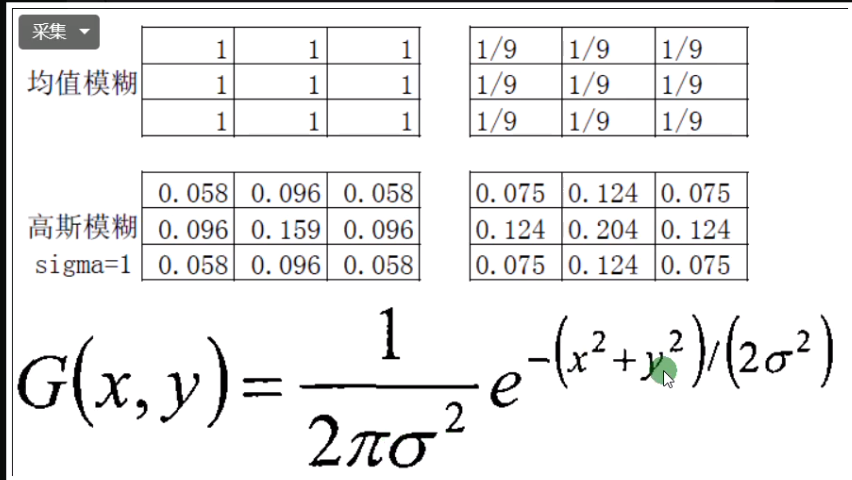 采集
1 1 1 1/9 1/9 1/9
均值模糊 1 1 1 1/9 1/9 1/9
1 1 1 1/9 1/9 1/9
0.058 0.096 0.058 0.075 0.124 0.075
高斯模糊 0.096 0.159 0.096 0.124 0.204 0.124
sigma=1 0.058 0.096 0.058 0.075 0.124 0.075
G(x, y) = 1/(2πσ²) e^(-(x²+y²)/(2σ²))